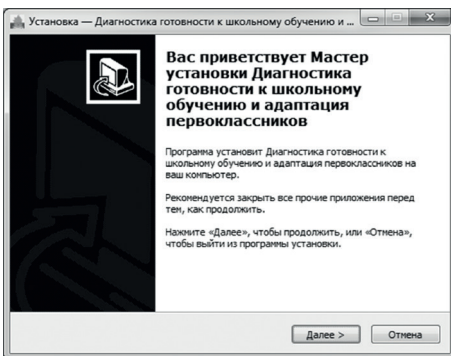 Установка — Диагностика готовности к школьному обучению и ...
Вас приветствует Мастер
установки Диагностика
готовности к школьному
обучению и адаптация
первоклассников
Программа установит Диагностика готовности к
школьному обучению и адаптация первоклассников на
ваш компьютер.
Рекомендуется закрыть все прочие приложения перед
тем, как продолжить.
Нажмите «Далее», чтобы продолжить, или «Отмена»,
чтобы выйти из программы установки.
Далее >
Отмена